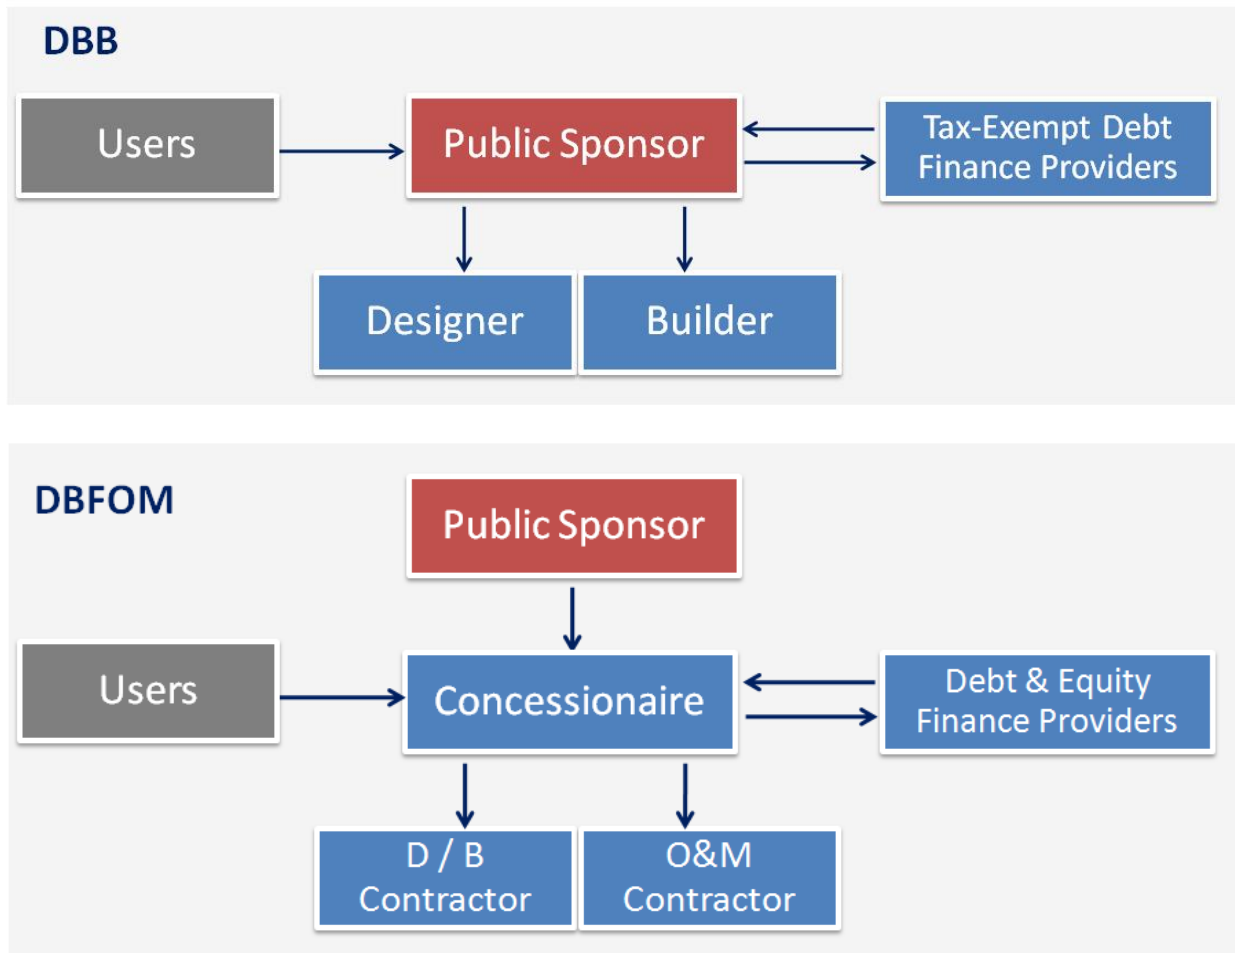 DBB
Users
Public Sponsor
Tax-Exempt Debt
Finance Providers
Designer
Builder
DBFOM
Public Sponsor
Users
Concessionaire
Debt & Equity
Finance Providers
D / B
Contractor
O&M
Contractor